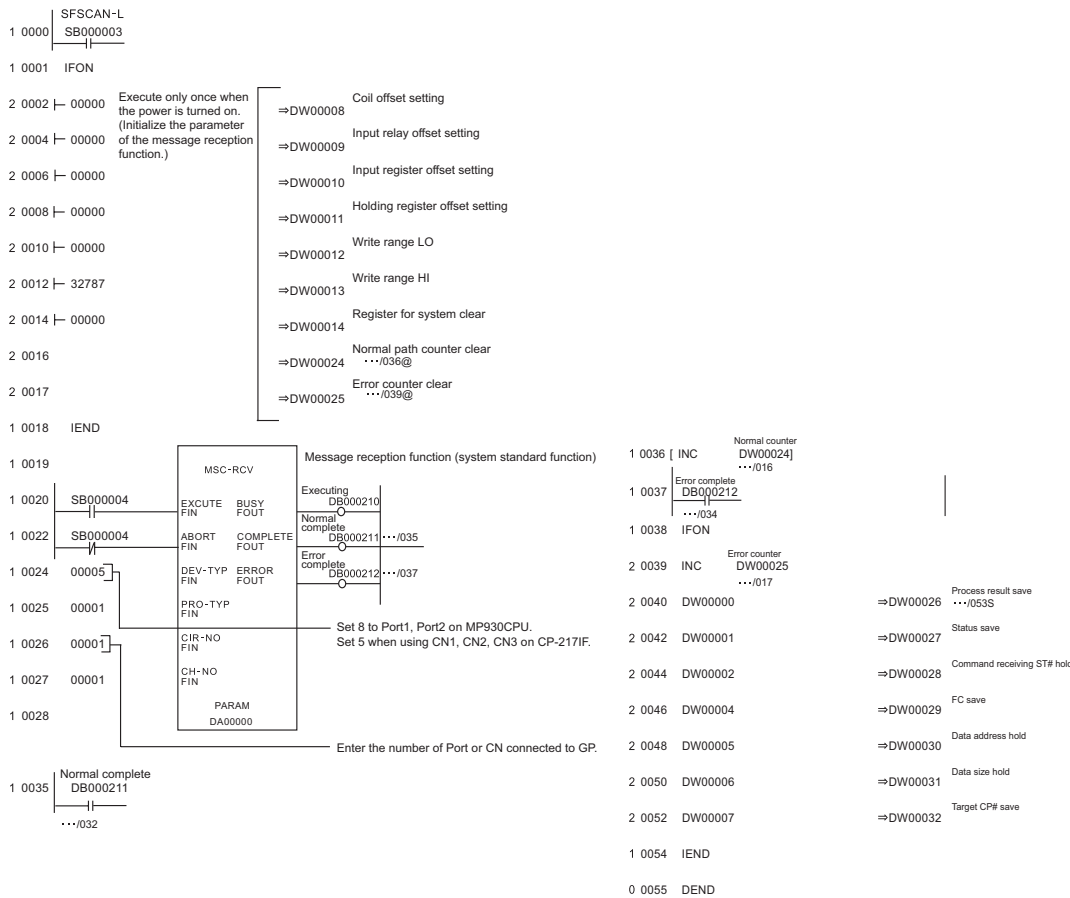 SFSCAN-L
1 0000 SB000003
1 0001 IFON
2 0002 00000 Execute only once when the power is turned on. (Initialize the parameter of the message reception function.)
⇒DW00008 Coil offset setting
2 0004 00000 ⇒DW00009 Input relay offset setting
2 0006 00000 ⇒DW00010 Input register offset setting
2 0008 00000 ⇒DW00011 Holding register offset setting
2 0010 00000 ⇒DW00012 Write range LO
2 0012 32787 ⇒DW00013 Write range HI
2 0014 00000 ⇒DW00014 Register for system clear
2 0016 ⇒DW00024 Normal path counter clear
···/036@
2 0017 ⇒DW00025 Error counter clear
···/039@
1 0018 IEND
1 0019 MSC-RCV Message reception function (system standard function)
1 0020 SB000004 EXCUTE FIN BUSY FOUT Executing DB000210
1 0022 SB000004 ABORT FIN COMPLETE FOUT Normal complete DB000211 ···/035
1 0024 00005 DEV-TYP FIN ERROR FOUT Error complete DB000212 ···/037
1 0025 00001 PRO-TYP FIN
Set 8 to Port1, Port2 on MP930CPU.
Set 5 when using CN1, CN2, CN3 on CP-217IF.
1 0026 00001 CIR-NO FIN
1 0027 00001 CH-NO FIN
1 0028 PARAM
DA00000
Enter the number of Port or CN connected to GP.
Normal complete
1 0035 DB000211
···/032
Normal counter
1 0036 [ INC DW00024]
···/016
Error complete
1 0037 DB000212
···/034
1 0038 IFON
Error counter
2 0039 INC DW00025
···/017
2 0040 DW00000 ⇒DW00026 Process result save
···/053S
2 0042 DW00001 ⇒DW00027 Status save
2 0044 DW00002 ⇒DW00028 Command receiving ST# hold
2 0046 DW00004 ⇒DW00029 FC save
2 0048 DW00005 ⇒DW00030 Data address hold
2 0050 DW00006 ⇒DW00031 Data size hold
2 0052 DW00007 ⇒DW00032 Target CP# save
1 0054 IEND
0 0055 DEND